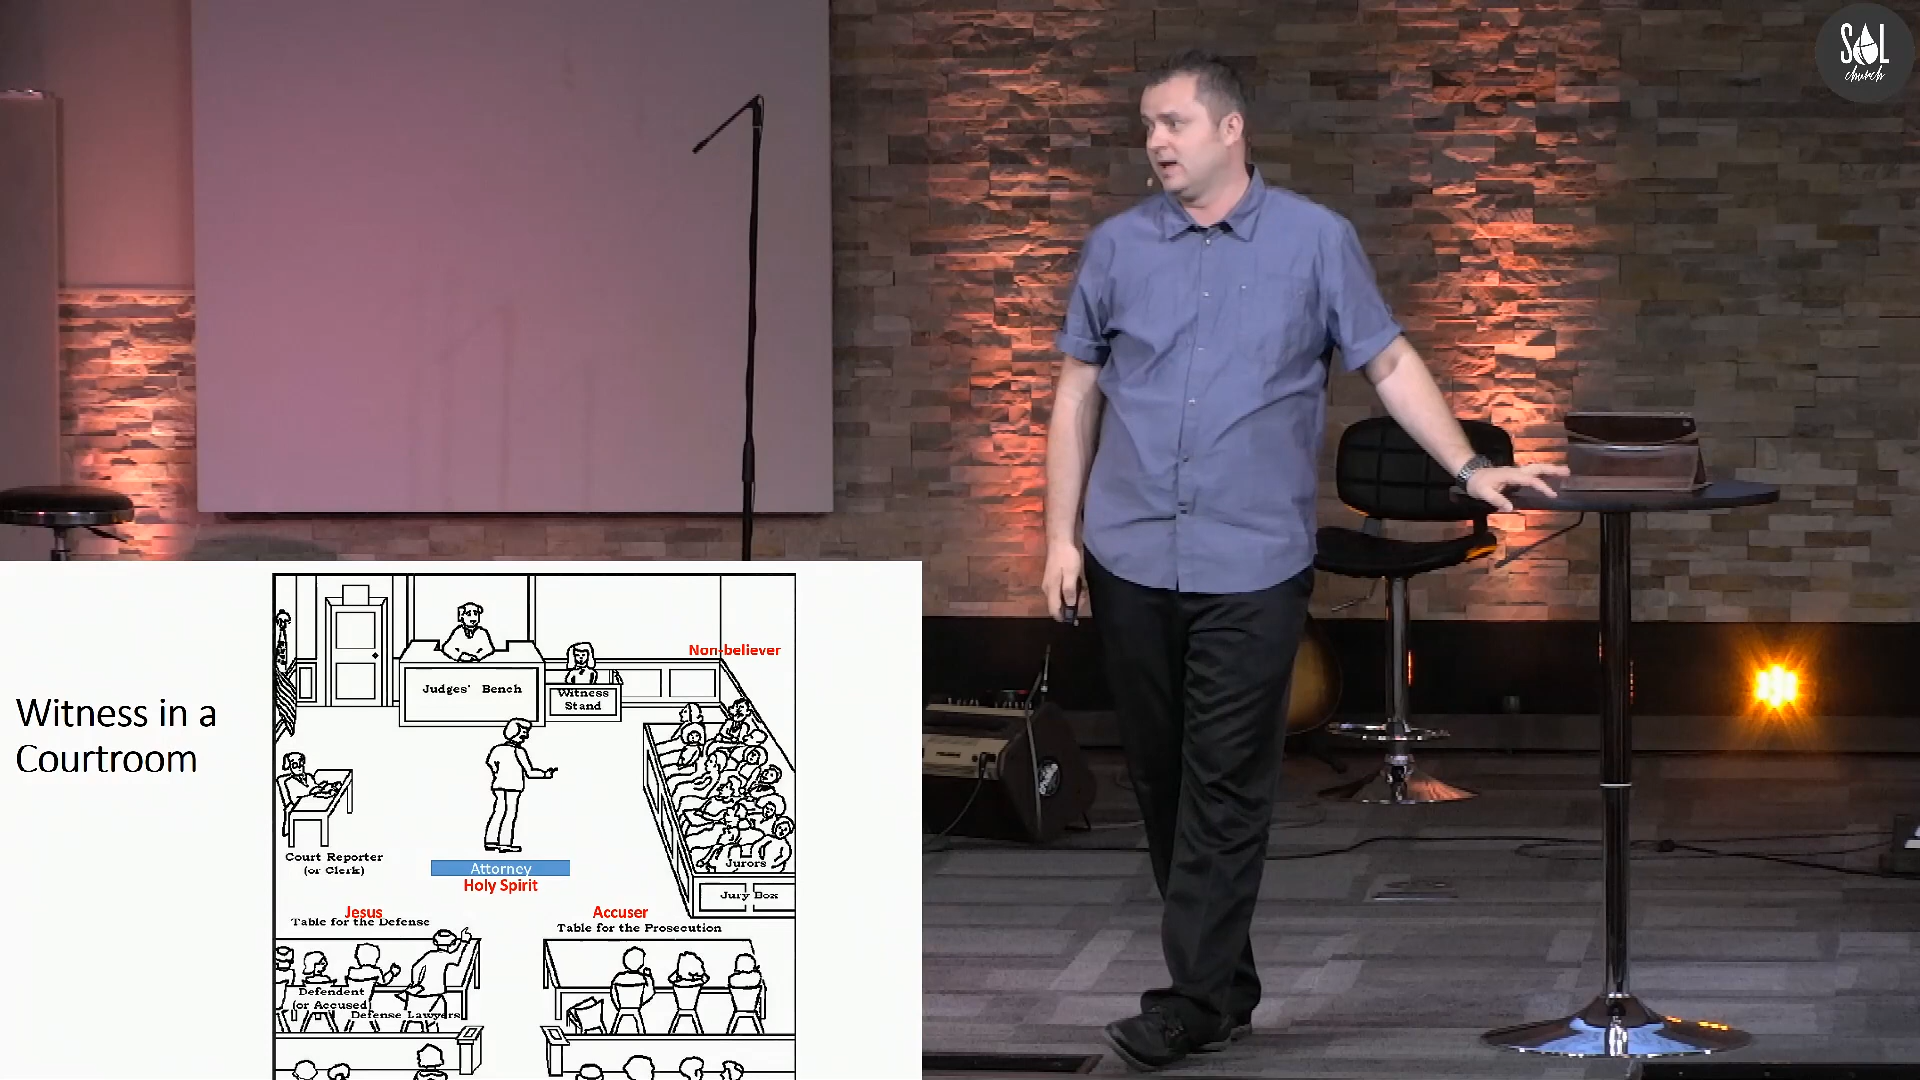 SOL
church
Witness in a
Courtroom
Judges' Bench
Witness
Stand
Non-believer
Court Reporter
(or Clerk)
Attorney
Holy Spirit
Jurors
Jury Box
Jesus
Table for the Defense
Accuser
Table for the Prosecution
Defendent
(or Accused)
Defense Lawyers